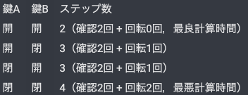 鍵A 鍵B ステップ数
開 開 2（確認2回 + 回転0回, 最良計算時間）
開 閉 3（確認2回 + 回転1回）
閉 開 3（確認2回 + 回転1回）
閉 閉 4（確認2回 + 回転2回, 最悪計算時間）